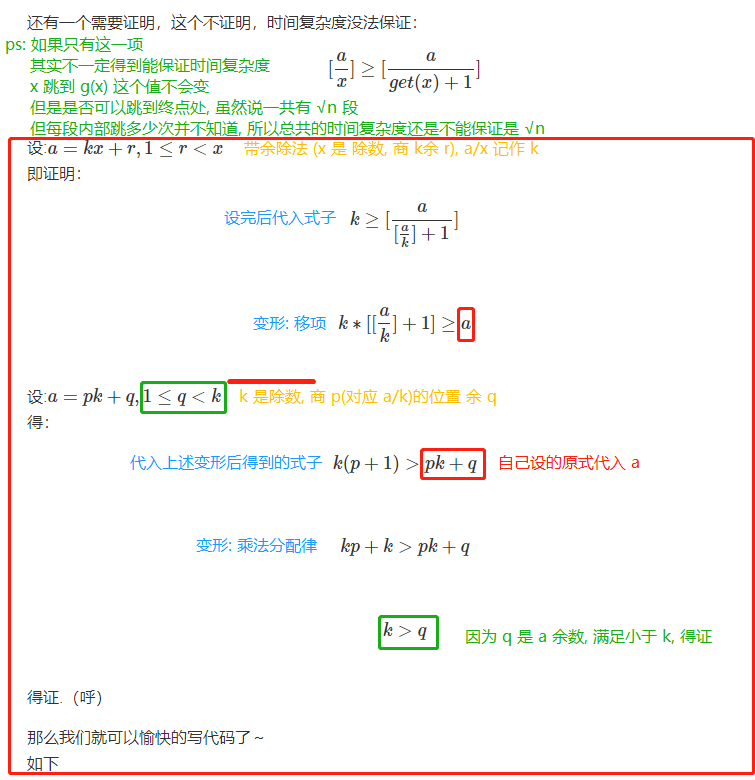 还有一个需要证明，这个不证明，时间复杂度没法保证：
ps: 如果只有这一项
其实不一定得到能保证时间复杂度
[a/x] ≥ [a/(get(x)+1)]
x 跳到 g(x) 这个值不会变
但是是否可以跳到终点处, 虽然说一共有 √n 段
但每段内部跳多少次并不知道, 所以总共的时间复杂度还是不能保证是 √n
设:a = kx + r, 1 ≤ r < x 带余除法 (x 是 除数, 商 k余 r), a/x 记作 k
即证明：
设完后代入式子 k ≥ [a/([a/k]+1)]
变形: 移项 k * [[a/k] + 1] ≥ a
设:a = pk + q, 1 ≤ q < k k 是除数, 商 p(对应 a/k)的位置 余 q
得：
代入上述变形后得到的式子 k(p + 1) > pk + q 自己设的原式代入 a
变形: 乘法分配律 kp + k > pk + q
k > q 因为 q 是 a 余数, 满足小于 k, 得证
得证.（呼）
那么我们就可以愉快的写代码了～
如下